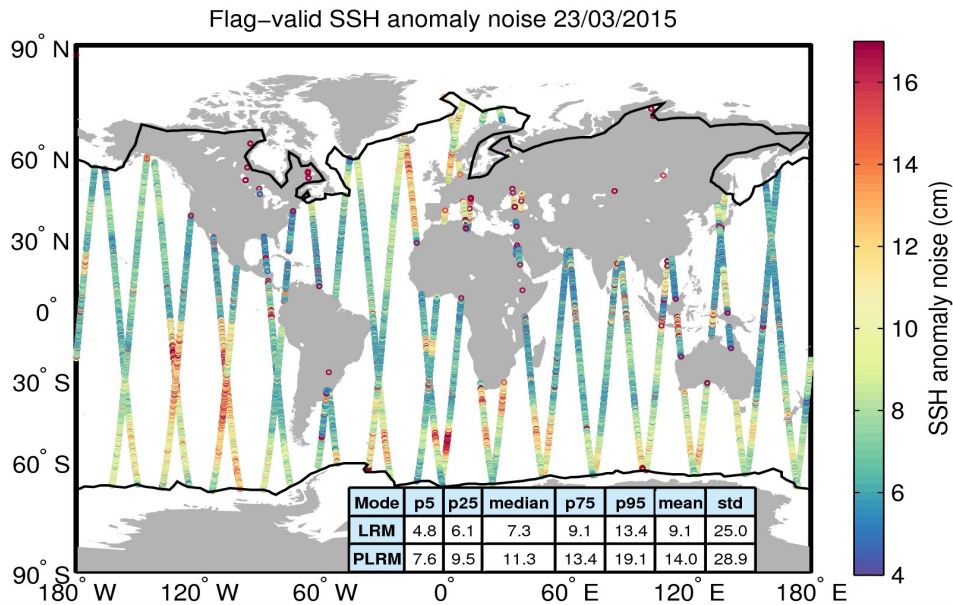 Flag−valid SSH anomaly noise 23/03/2015
90° N
60° N
30° N
0°
30° S
60° S
90° S
180° W
120° W
60° W
0°
60° E
120° E
180° E
16
14
12
10
8
6
4
SSH anomaly noise (cm)
Mode p5 p25 median p75 p95 mean std
LRM 4.8 6.1 7.3 9.1 13.4 9.1 25.0
PLRM 7.6 9.5 11.3 13.4 19.1 14.0 28.9